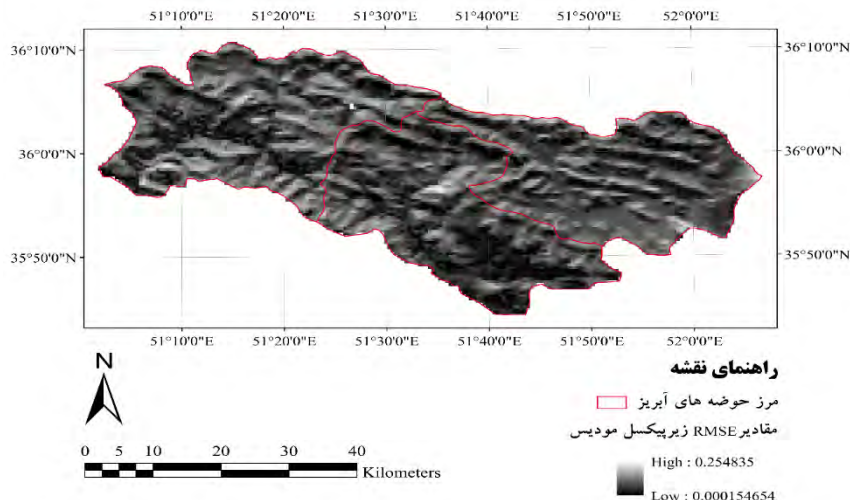 51°10'0"E 51°20'0"E 51°30'0"E 51°40'0"E 51°50'0"E 52°0'0"E
36°10'0"N 36°10'0"N
36°0'0"N 36°0'0"N
35°50'0"N 35°50'0"N
51°10'0"E 51°20'0"E 51°30'0"E 51°40'0"E 51°50'0"E 52°0'0"E
N
راهنمای نقشه
مرز حوضه های آبریز
مقادیر RMSE زیرپیکسل مودیس
0 5 10 20 30 40
Kilometers
High : 0.254835
Low : 0.000154654